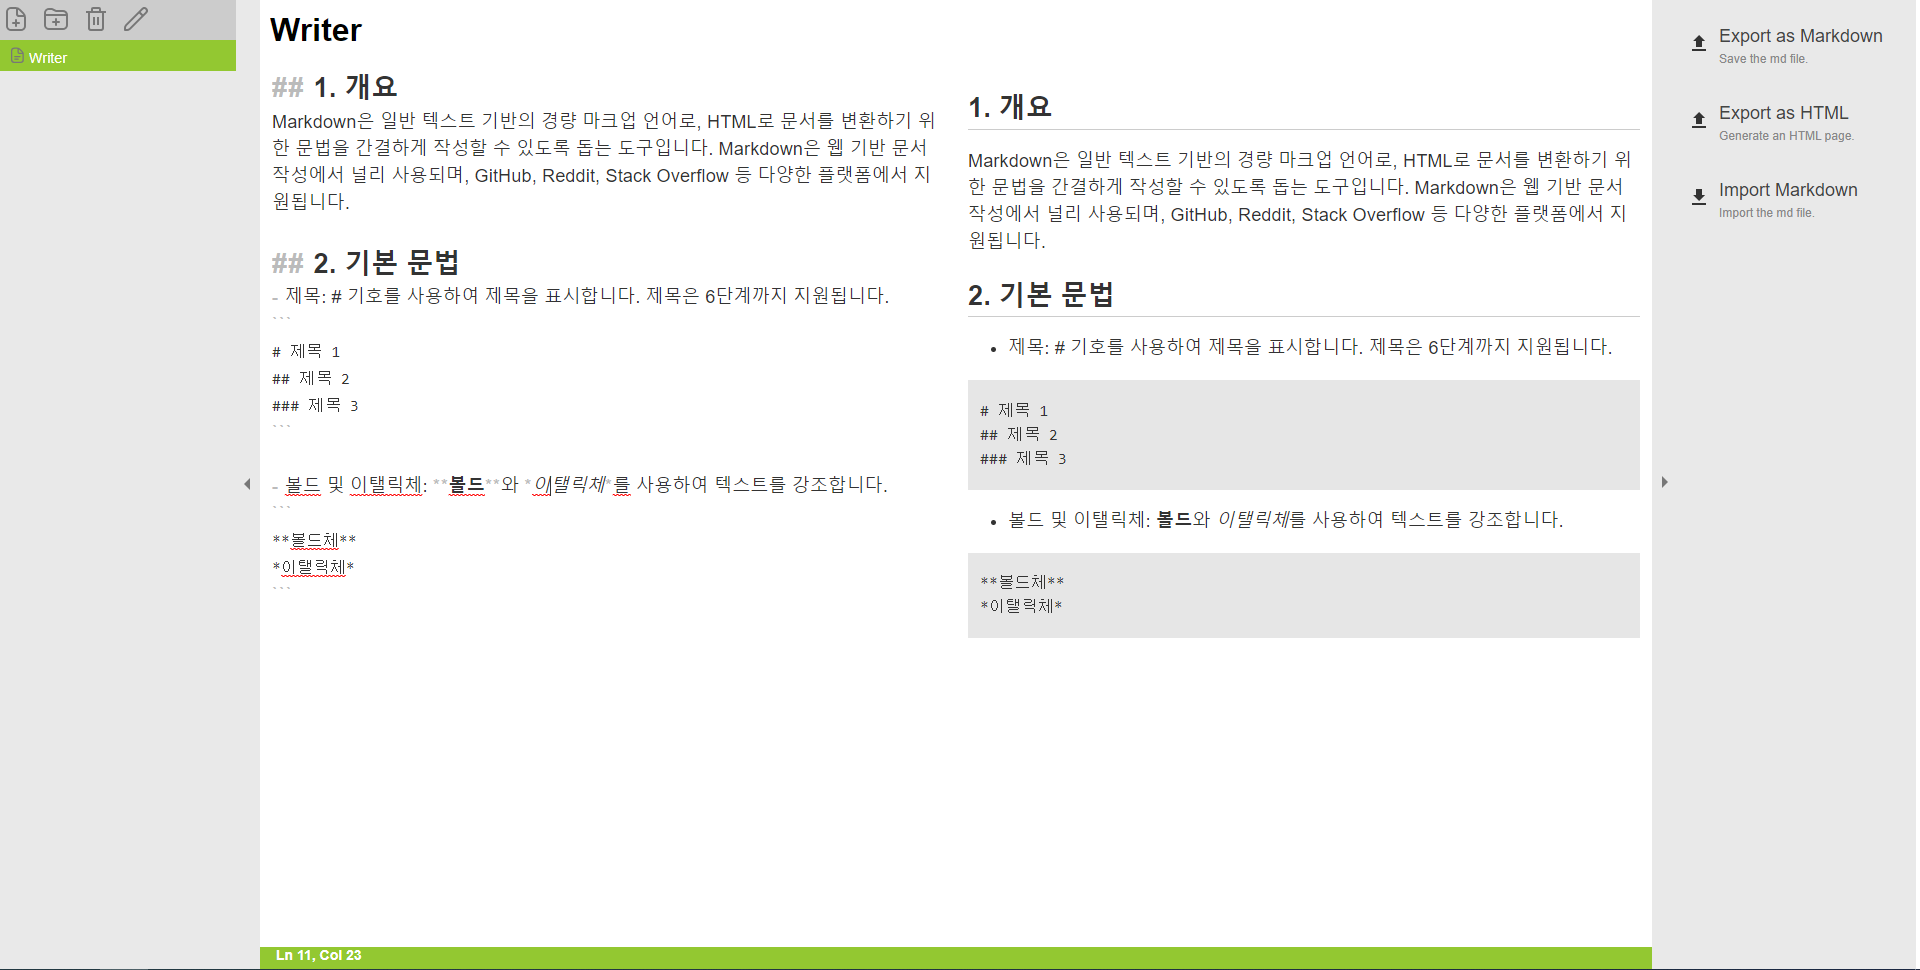 Writer
Writer
## 1. 개요
Markdown은 일반 텍스트 기반의 경량 마크업 언어로, HTML로 문서를 변환하기 위
한 문법을 간결하게 작성할 수 있도록 돕는 도구입니다. Markdown은 웹 기반 문서
작성에서 널리 사용되며, GitHub, Reddit, Stack Overflow 등 다양한 플랫폼에서 지
원됩니다.
## 2. 기본 문법
- 제목: # 기호를 사용하여 제목을 표시합니다. 제목은 6단계까지 지원됩니다.
```
# 제목 1
## 제목 2
### 제목 3
```
- 볼드 및 이탤릭체: **볼드**와 *이탤릭체*를 사용하여 텍스트를 강조합니다.
```
**볼드체**
*이탤릭체*
```
1. 개요
Markdown은 일반 텍스트 기반의 경량 마크업 언어로, HTML로 문서를 변환하기 위
한 문법을 간결하게 작성할 수 있도록 돕는 도구입니다. Markdown은 웹 기반 문서
작성에서 널리 사용되며, GitHub, Reddit, Stack Overflow 등 다양한 플랫폼에서 지
원됩니다.
2. 기본 문법
• 제목: # 기호를 사용하여 제목을 표시합니다. 제목은 6단계까지 지원됩니다.
# 제목 1
## 제목 2
### 제목 3
• 볼드 및 이탤릭체: 볼드와 이탤릭체를 사용하여 텍스트를 강조합니다.
**볼드체**
*이탤릭체*
Export as Markdown
Save the md file.
Export as HTML
Generate an HTML page.
Import Markdown
Import the md file.
Ln 11, Col 23